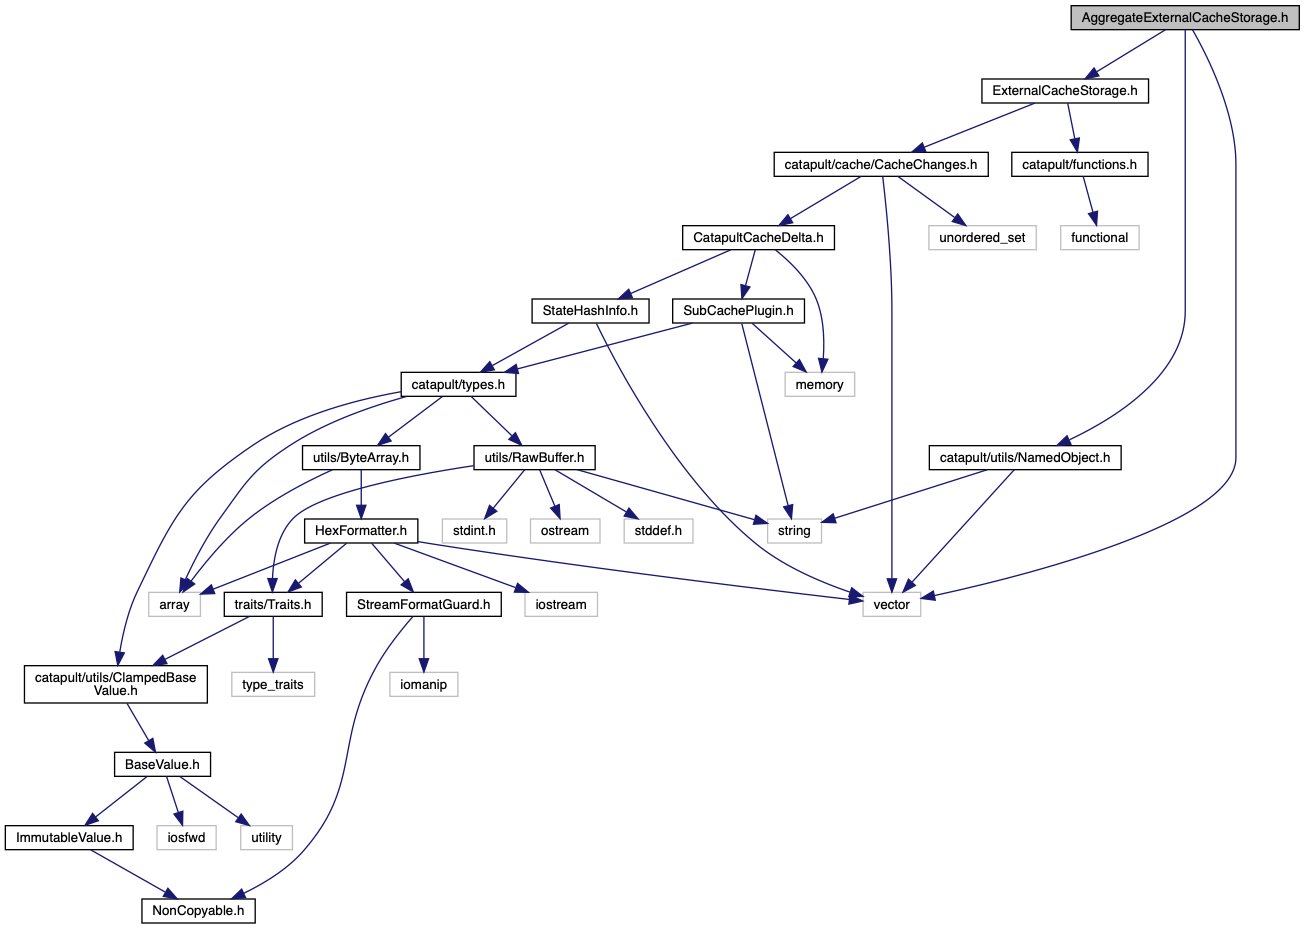 AggregateExternalCacheStorage.h
ExternalCacheStorage.h
catapult/cache/CacheChanges.h
catapult/functions.h
CatapultCacheDelta.h
unordered_set
functional
StateHashInfo.h
SubCachePlugin.h
catapult/types.h
memory
utils/ByteArray.h
utils/RawBuffer.h
catapult/utils/NamedObject.h
HexFormatter.h
stdint.h
ostream
stddef.h
string
array
traits/Traits.h
StreamFormatGuard.h
iostream
vector
catapult/utils/ClampedBase
Value.h
type_traits
iomanip
BaseValue.h
ImmutableValue.h
iosfwd
utility
NonCopyable.h